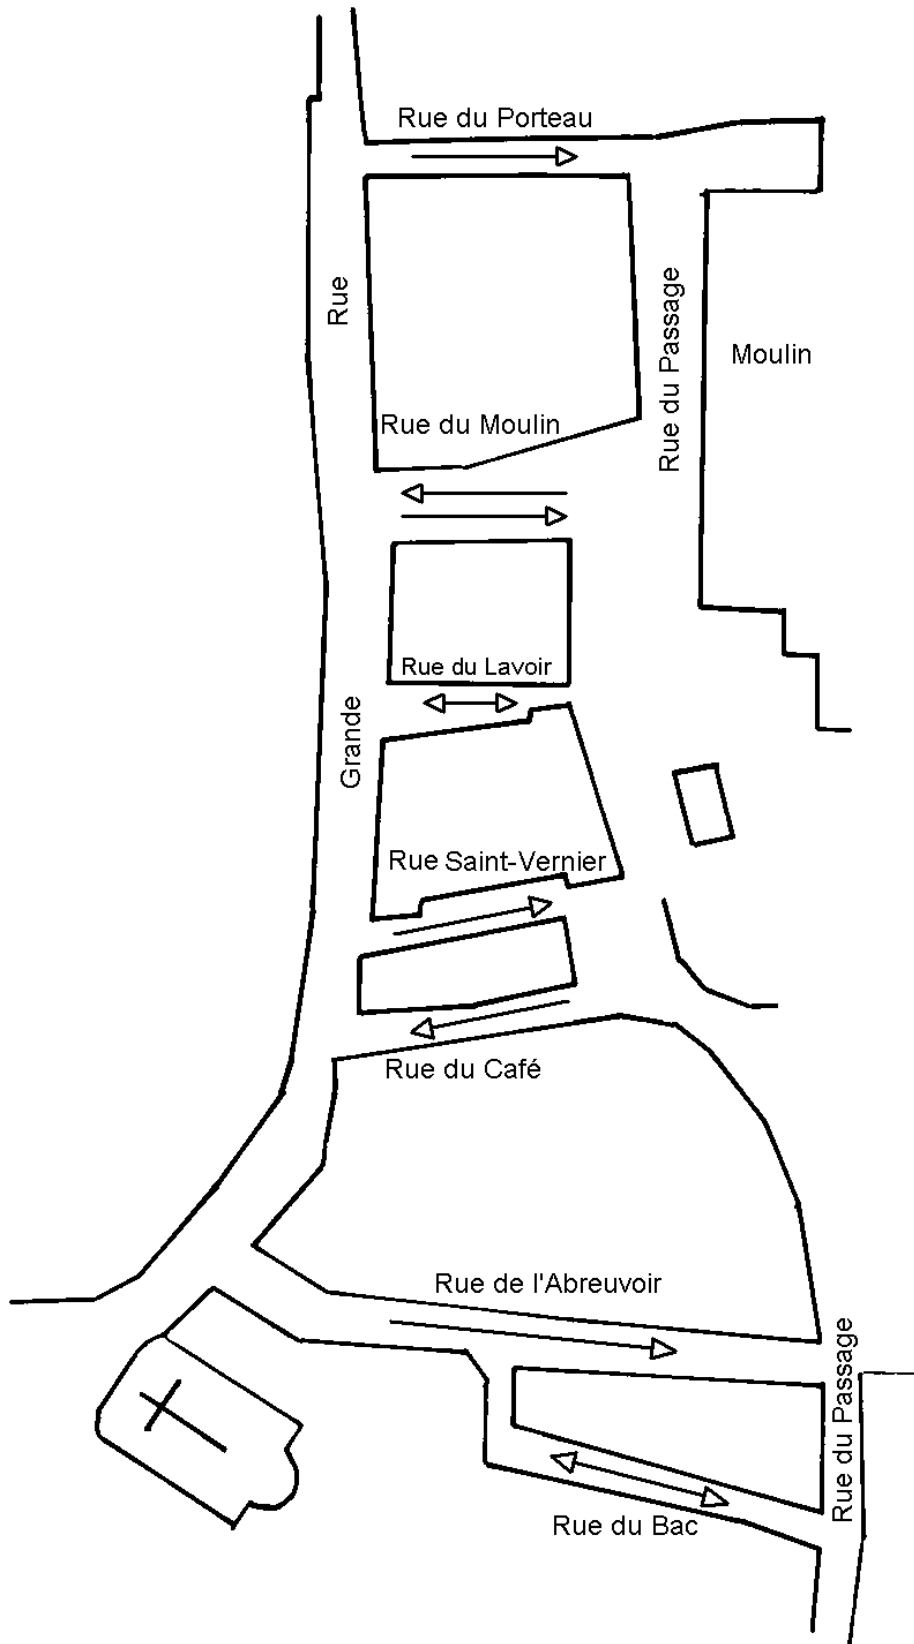 Rue du Porteau
Rue
Rue du Passage
Moulin
Rue du Moulin
Rue du Lavoir
Grande
Rue Saint-Vernier
Rue du Café
Rue de l'Abreuvoir
Rue du Passage
Rue du Bac